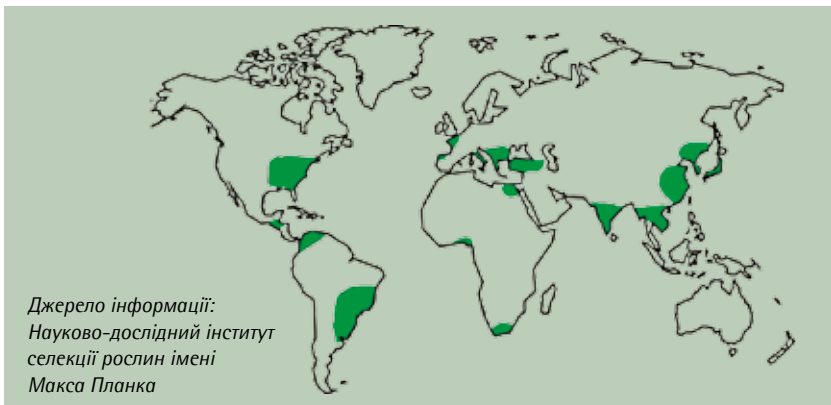 Джерело інформації:
Науково-дослідний інститут
селекції рослин імені
Макса Планка